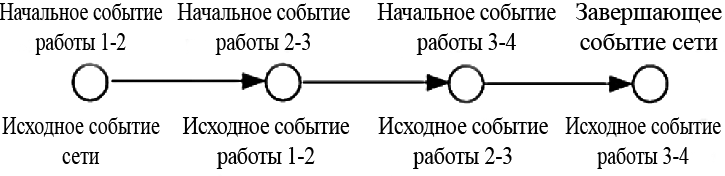 Начальное событие
работы 1-2
Начальное событие
работы 2-3
Начальное событие
работы 3-4
Завершающее
событие сети
Исходное событие
сети
Исходное событие
работы 1-2
Исходное событие
работы 2-3
Исходное событие
работы 3-4